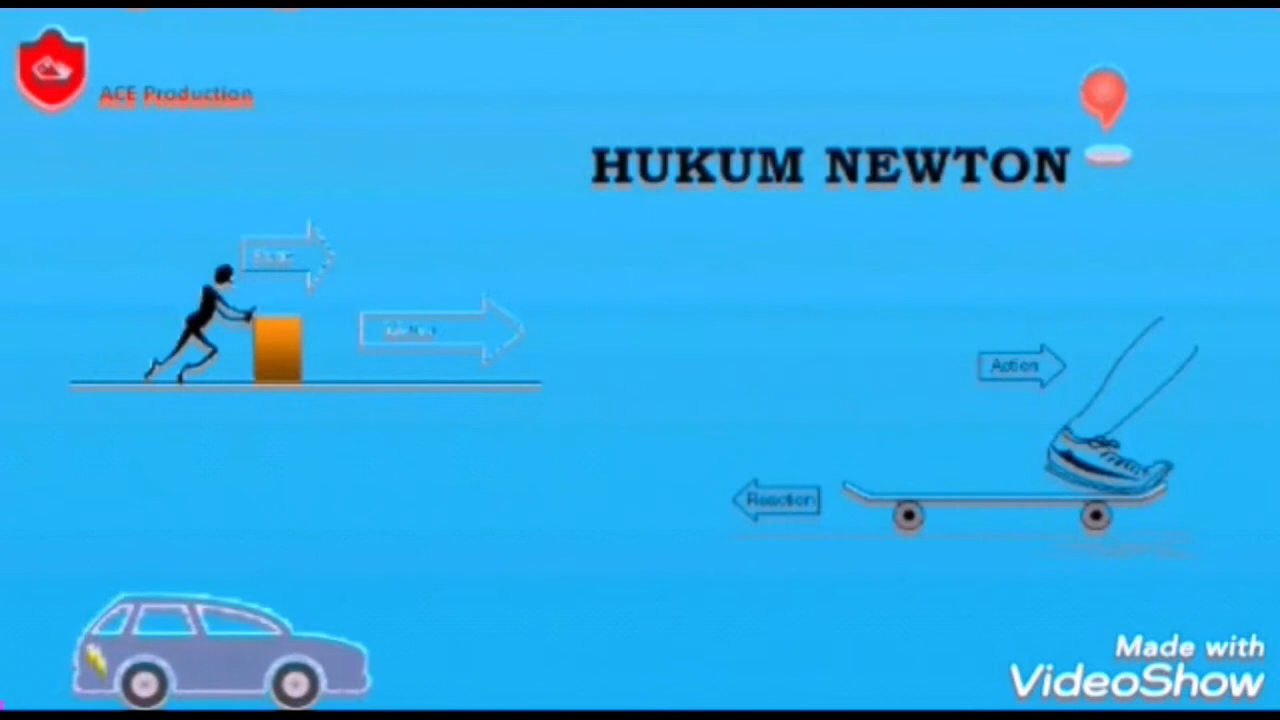 ACE Production
HUKUM NEWTON
Action
Reaction
Made with
VideoShow